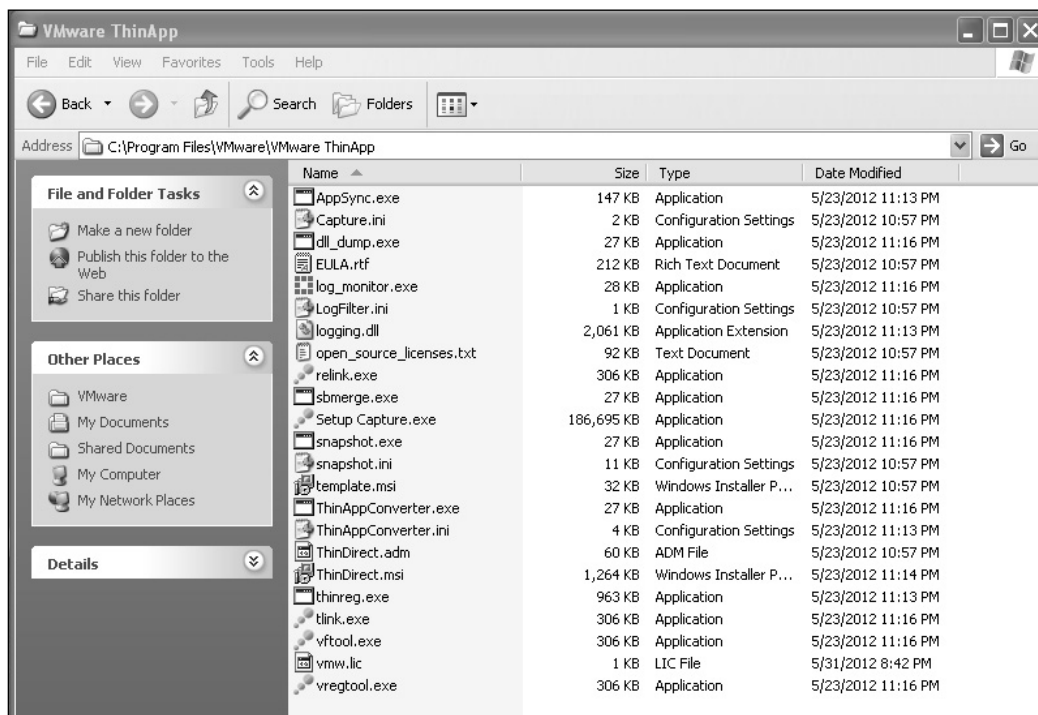 VMware ThinApp
File Edit View Favorites Tools Help
Back Search Folders
Address C:\Program Files\VMware\VMware ThinApp Go
File and Folder Tasks
Make a new folder
Publish this folder to the
Web
Share this folder
Other Places
VMware
My Documents
Shared Documents
My Computer
My Network Places
Details
Name Size Type Date Modified
AppSync.exe 147 KB Application 5/23/2012 11:13 PM
Capture.ini 2 KB Configuration Settings 5/23/2012 10:57 PM
dll_dump.exe 27 KB Application 5/23/2012 11:16 PM
EULA.rtf 212 KB Rich Text Document 5/23/2012 10:57 PM
log_monitor.exe 28 KB Application 5/23/2012 11:16 PM
LogFilter.ini 1 KB Configuration Settings 5/23/2012 10:57 PM
logging.dll 2,061 KB Application Extension 5/23/2012 11:13 PM
open_source_licenses.txt 92 KB Text Document 5/23/2012 10:57 PM
relink.exe 306 KB Application 5/23/2012 11:16 PM
sbmerge.exe 27 KB Application 5/23/2012 11:16 PM
Setup Capture.exe 186,695 KB Application 5/23/2012 11:16 PM
snapshot.exe 27 KB Application 5/23/2012 11:16 PM
snapshot.ini 11 KB Configuration Settings 5/23/2012 10:57 PM
template.msi 32 KB Windows Installer P... 5/23/2012 10:57 PM
ThinAppConverter.exe 27 KB Application 5/23/2012 11:16 PM
ThinAppConverter.ini 4 KB Configuration Settings 5/23/2012 11:13 PM
ThinDirect.adm 60 KB ADM File 5/23/2012 10:57 PM
ThinDirect.msi 1,264 KB Windows Installer P... 5/23/2012 11:14 PM
thinreg.exe 963 KB Application 5/23/2012 11:13 PM
tlink.exe 306 KB Application 5/23/2012 11:16 PM
vftool.exe 306 KB Application 5/23/2012 11:16 PM
vmw.lic 1 KB LIC File 5/31/2012 8:42 PM
vregtool.exe 306 KB Application 5/23/2012 11:16 PM